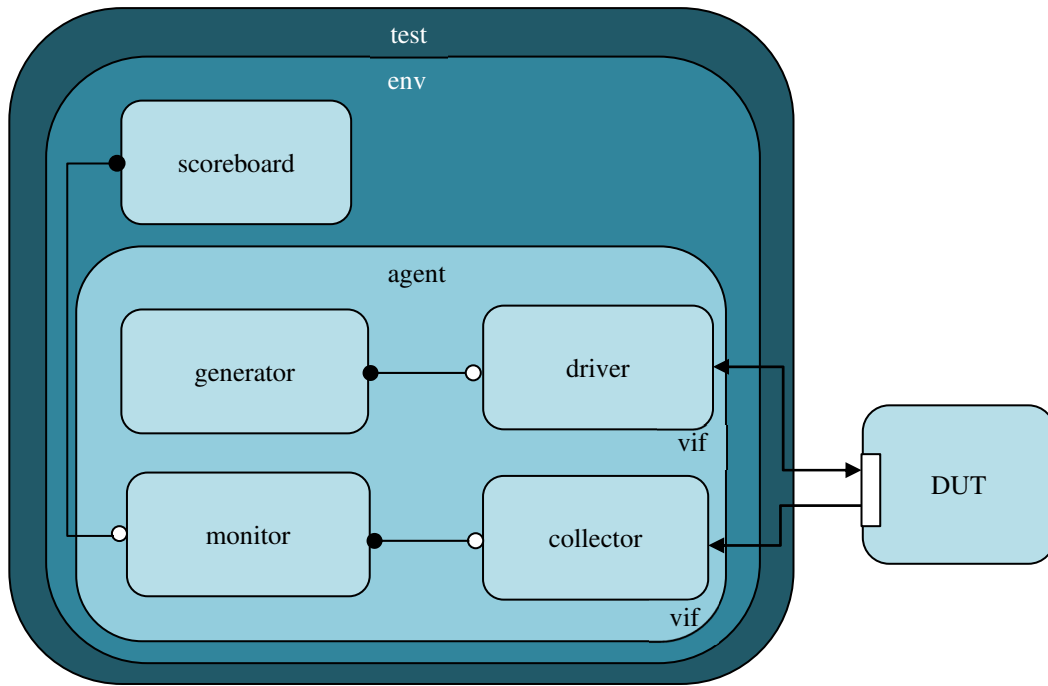 test
env
scoreboard
agent
generator
driver
vif
monitor
collector
vif
DUT